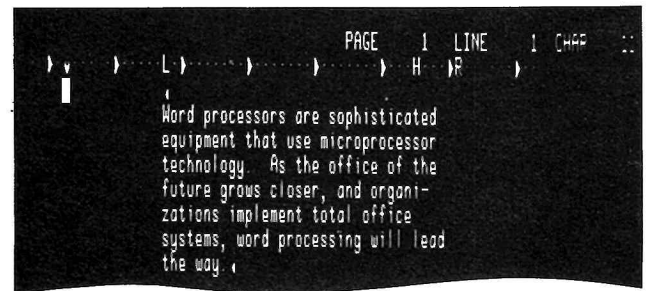 PAGE 1 LINE 1 CHAR 11
L H R
Word processors are sophisticated
equipment that use microprocessor
technology. As the office of the
future grows closer, and organi-
zations implement total office
systems, word processing will lead
the way.